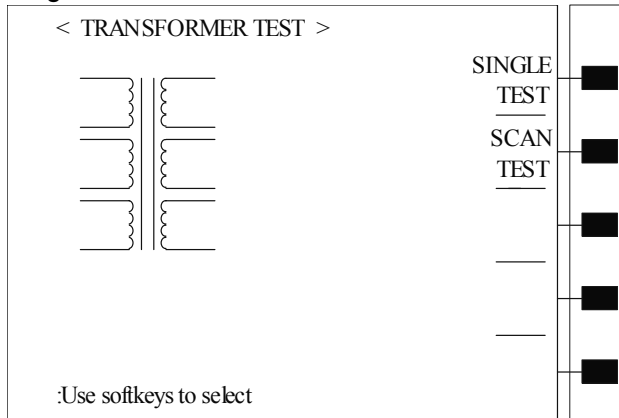 < TRANSFORMER TEST >
SINGLE
TEST
SCAN
TEST
:Use softkeys to select